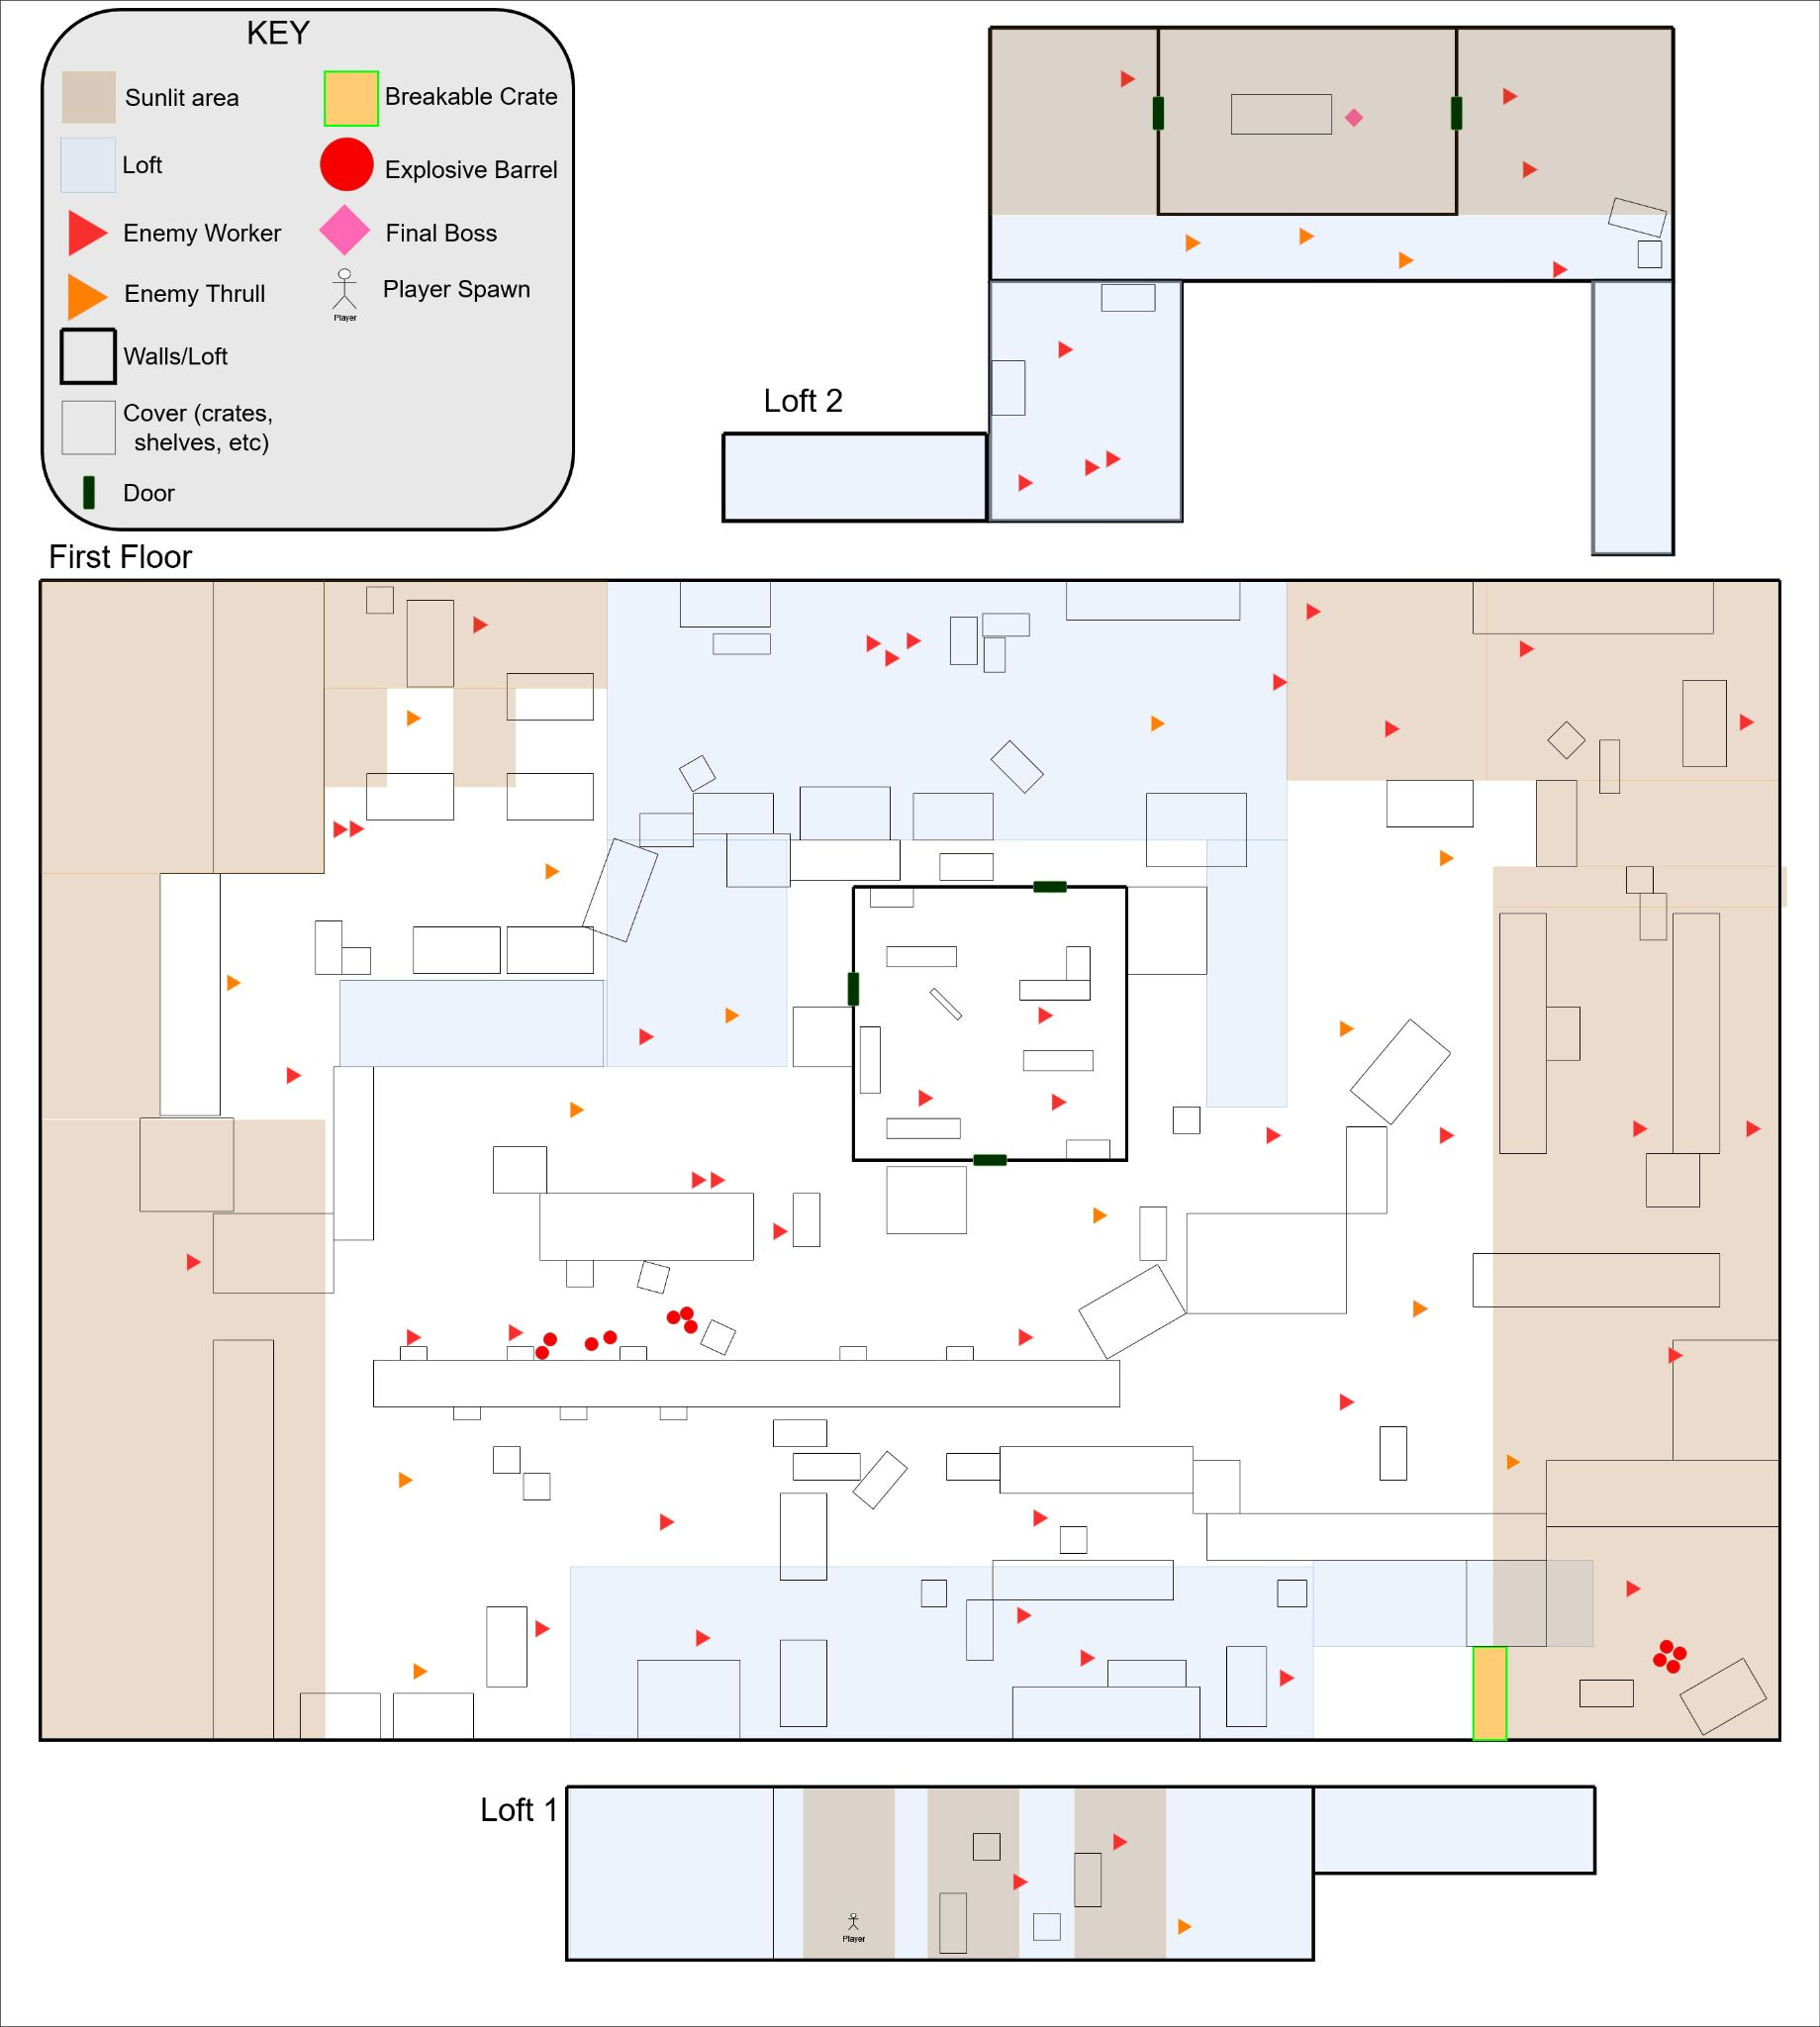 KEY
Sunlit area
Breakable Crate
Loft
Explosive Barrel
Enemy Worker
Final Boss
Enemy Thrull
Player Spawn
Player
Walls/Loft
Cover (crates,
shelves, etc)
Door
Loft 2
First Floor
Loft 1
Player